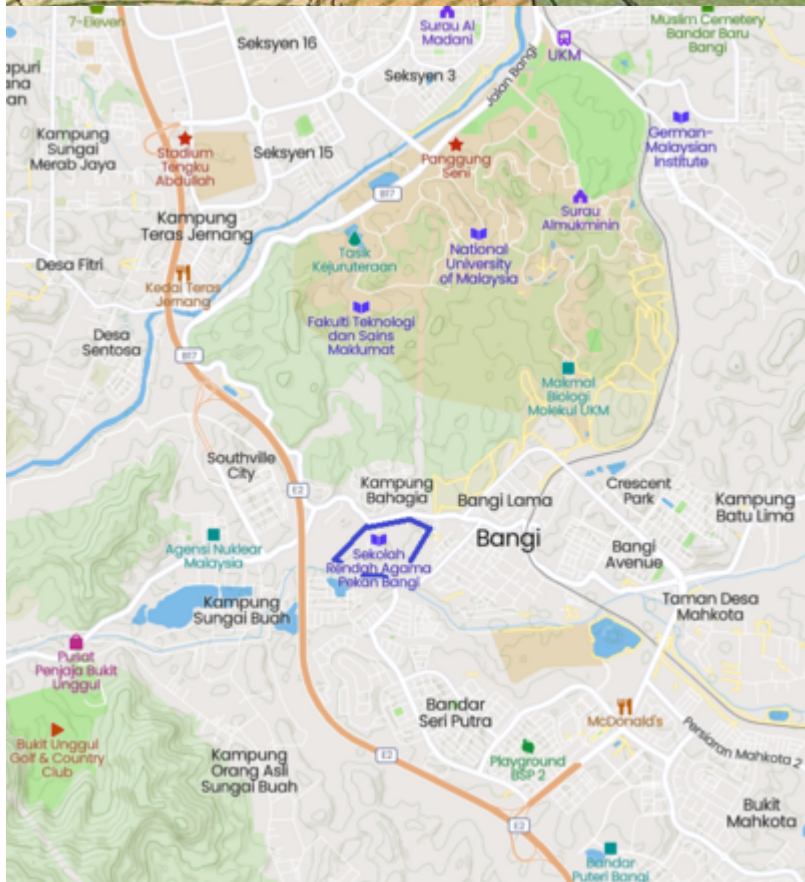 7-Eleven
Surau Al
Madani
Muslim Cemetery
Bandar Baru
Bangi
Seksyen 16
UKM
apuri
ana
an
Seksyen 3
Jalan Bangi
Kampung
Sungai
Merab Jaya
Stadium
Tengku
Abdullah
Seksyen 15
Panggung
Seni
German-
Malaysian
Institute
B17
Kampung
Teras Jernang
Surau
Almukminin
Tasik
Kejuruteraan
National
University
of Malaysia
Desa Fitri
Kedai Teras
Jernang
Fakulti Teknologi
dan Sains
Maklumat
Desa
Sentosa
B17
Makmal
Biologi
Molekul UKM
Southville
City
E2
Kampung
Bahagia
Bangi Lama
Crescent
Park
Kampung
Batu Lima
Bangi
Agensi Nuklear
Malaysia
Sekolah
Rendah Agama
Pekan Bangi
Bangi
Avenue
Kampung
Sungai Buah
Taman Desa
Mahkota
Pusat
Penjaja Bukit
Unggul
Bandar
Seri Putra
McDonald's
Persiaran Mahkota 2
Bukit Unggul
Golf & Country
Club
Kampung
Orang Asli
Sungai Buah
E2
Playground
BSP 2
Bukit
Mahkota
E2
Bandar
Puteri Bangi